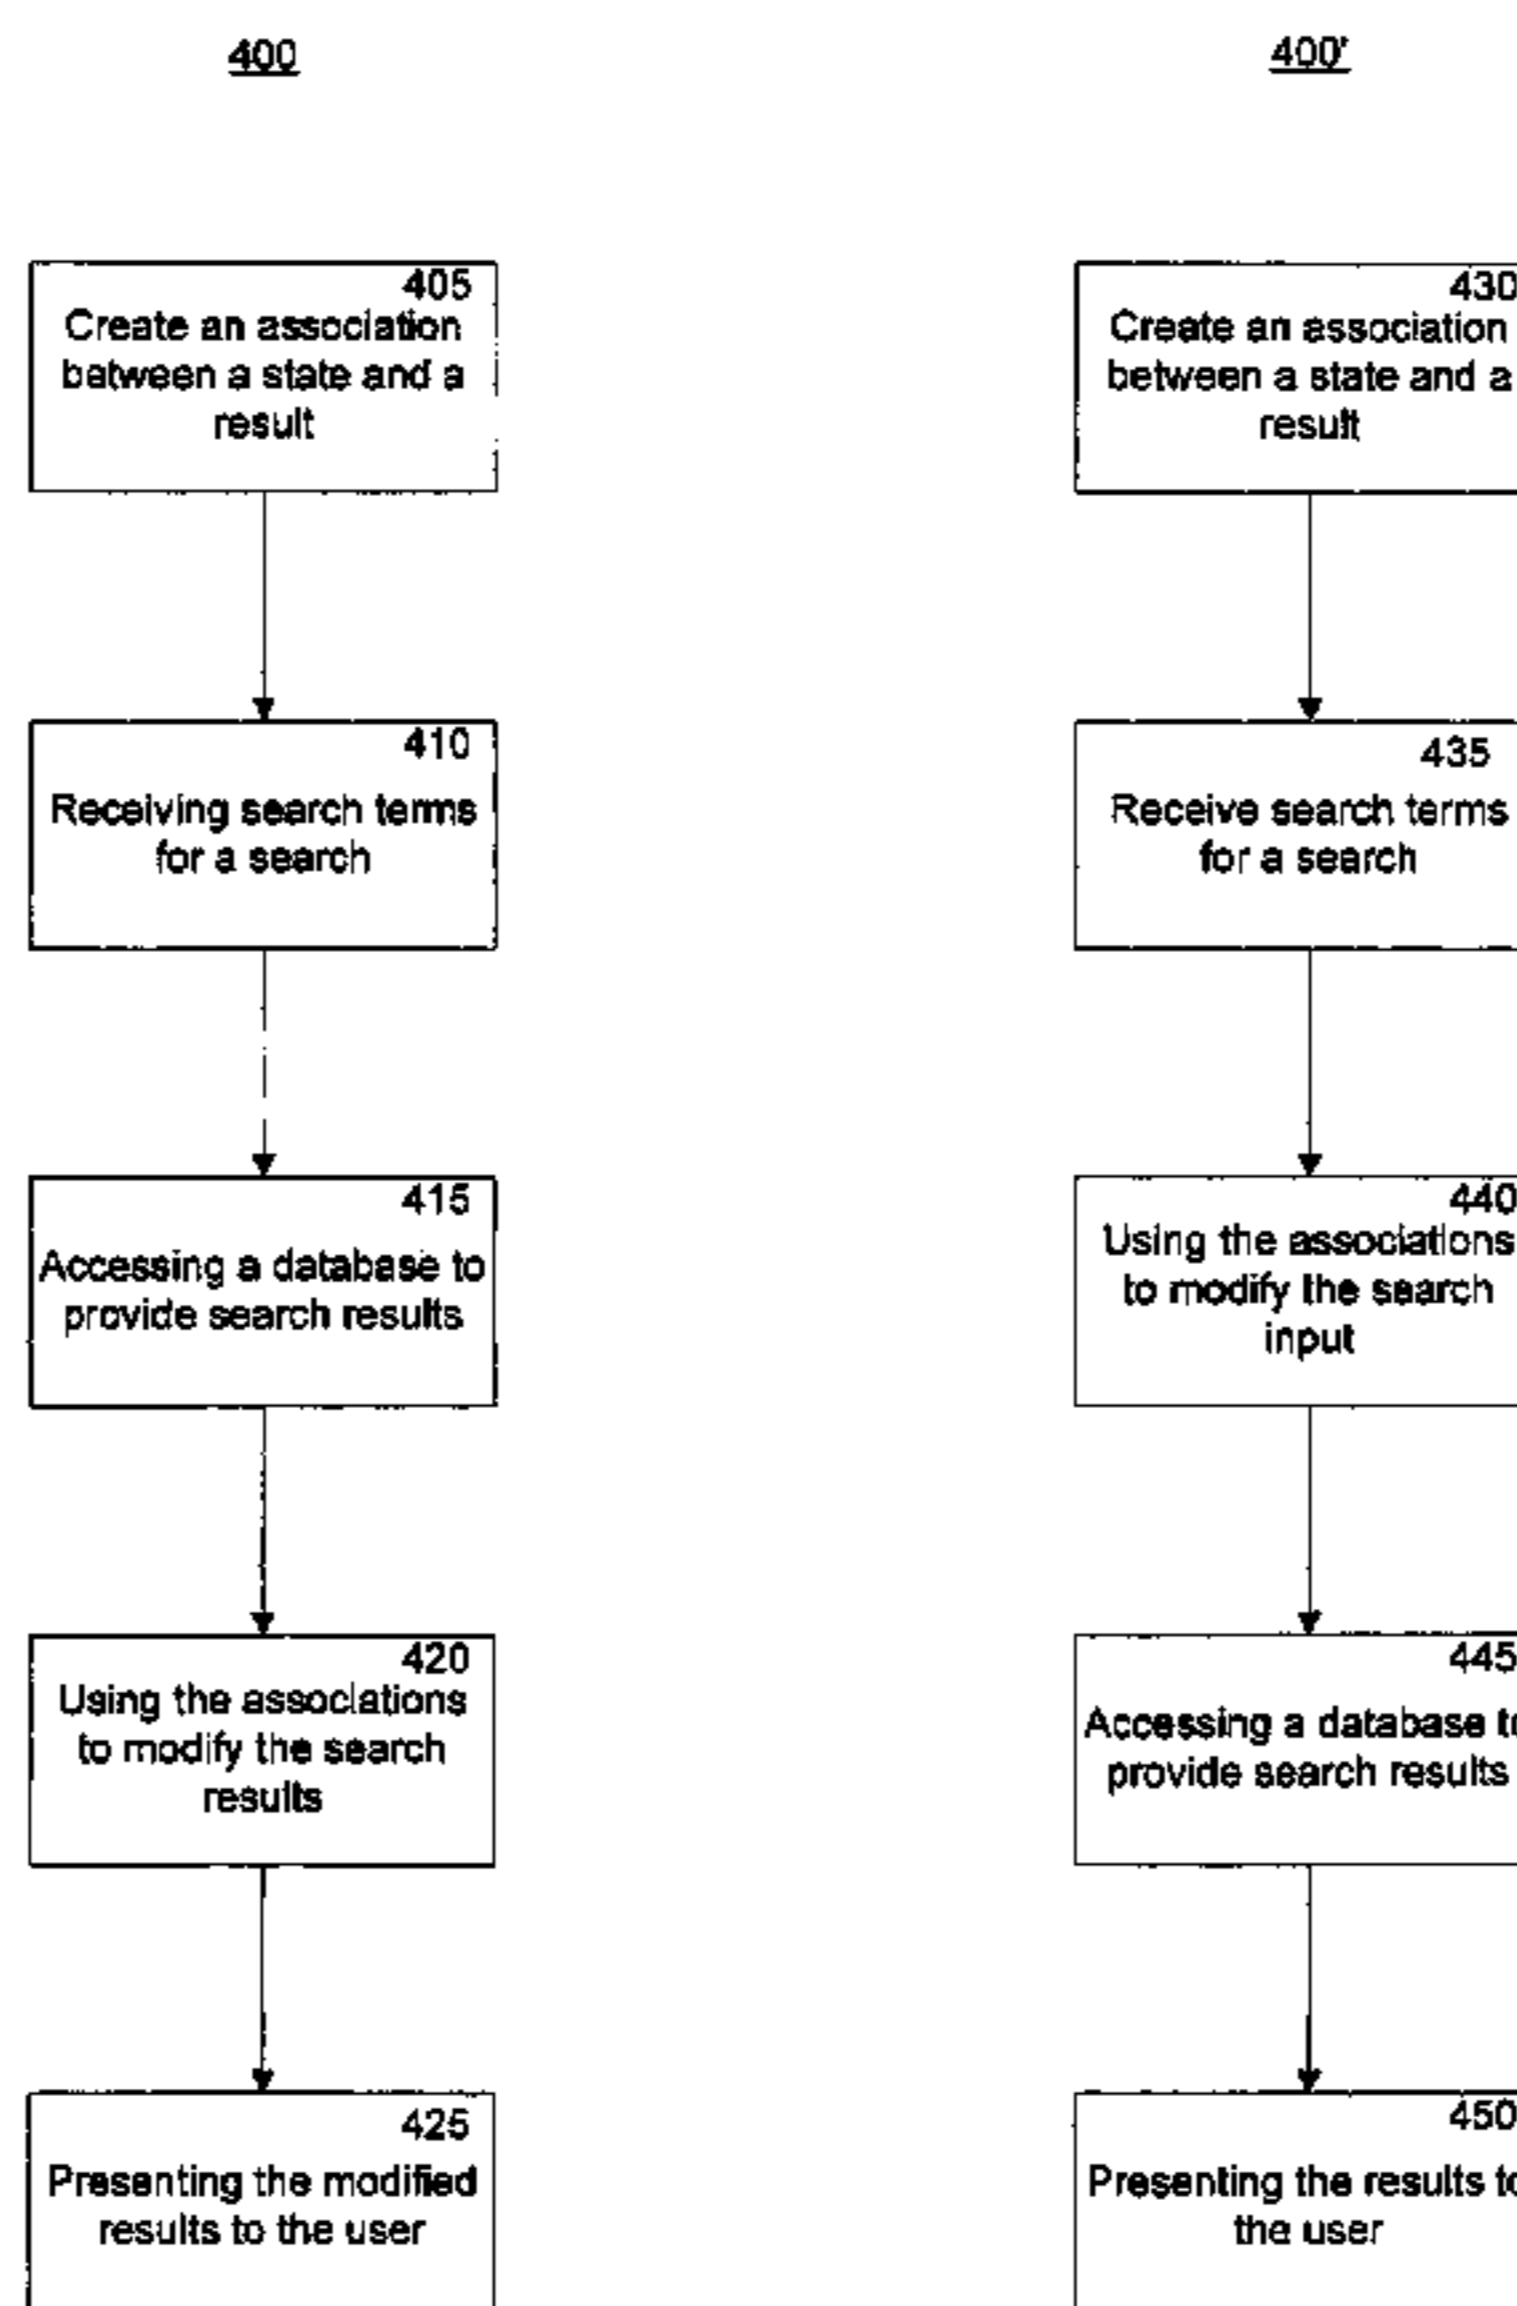 400
405
Create an association
between a state and a
result
410
Receiving search terms
for a search
415
Accessing a database to
provide search results
420
Using the associations
to modify the search
results
425
Presenting the modified
results to the user
400'
430
Create an association
between a state and a
result
435
Receive search terms
for a search
440
Using the associations
to modify the search
input
445
Accessing a database to
provide search results
450
Presenting the results to
the user